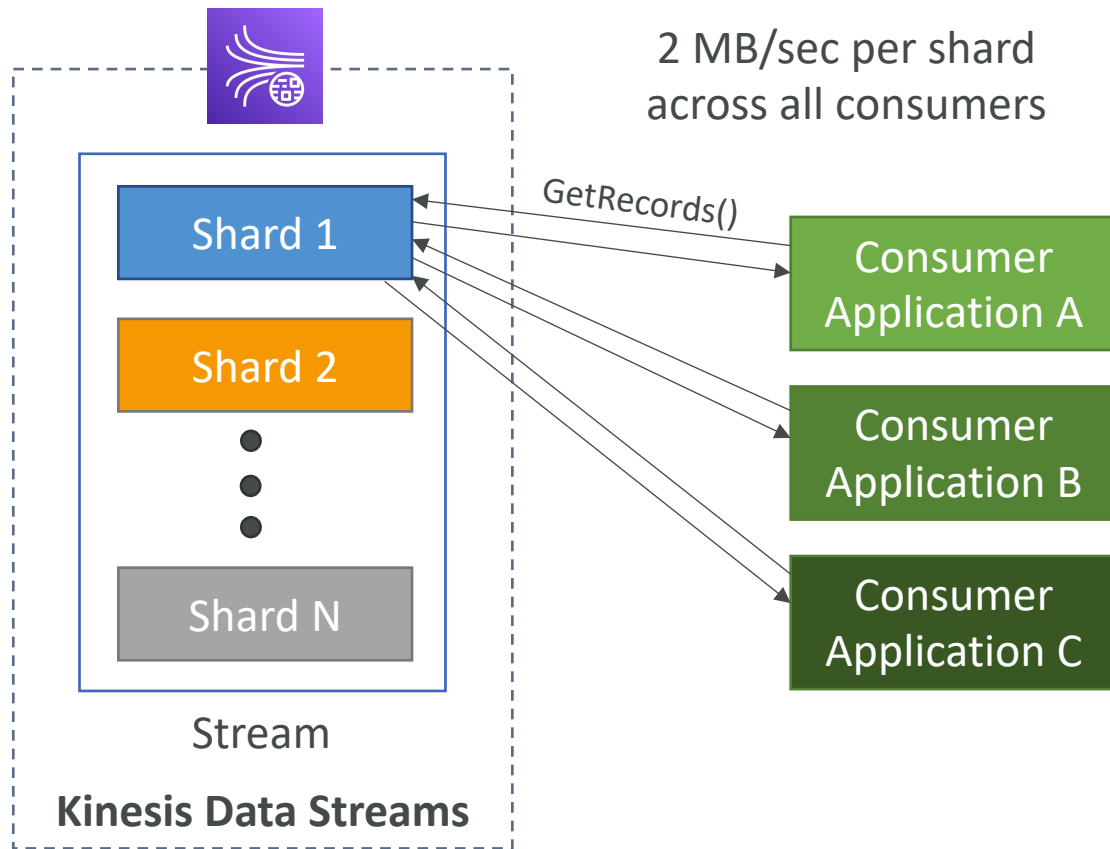 2 MB/sec per shard
across all consumers
GetRecords()
Shard 1
Shard 2
Shard N
Stream
Kinesis Data Streams
Consumer
Application A
Consumer
Application B
Consumer
Application C